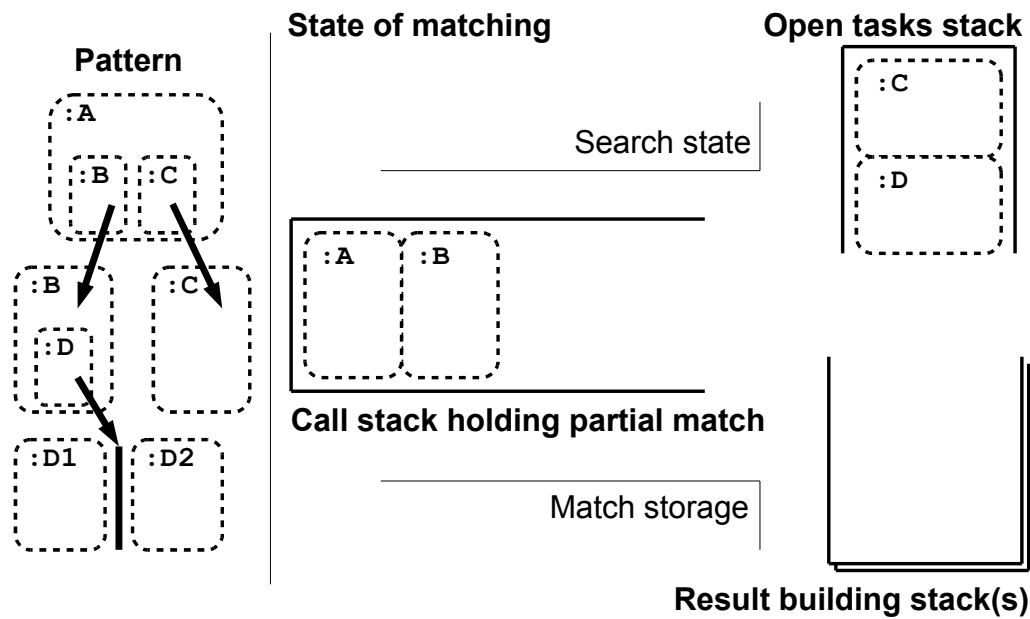 Pattern
:A
:B :C
:B :C
:D
:D1 :D2
State of matching
Search state
:A :B
Call stack holding partial match
Match storage
Open tasks stack
:C
:D
Result building stack(s)